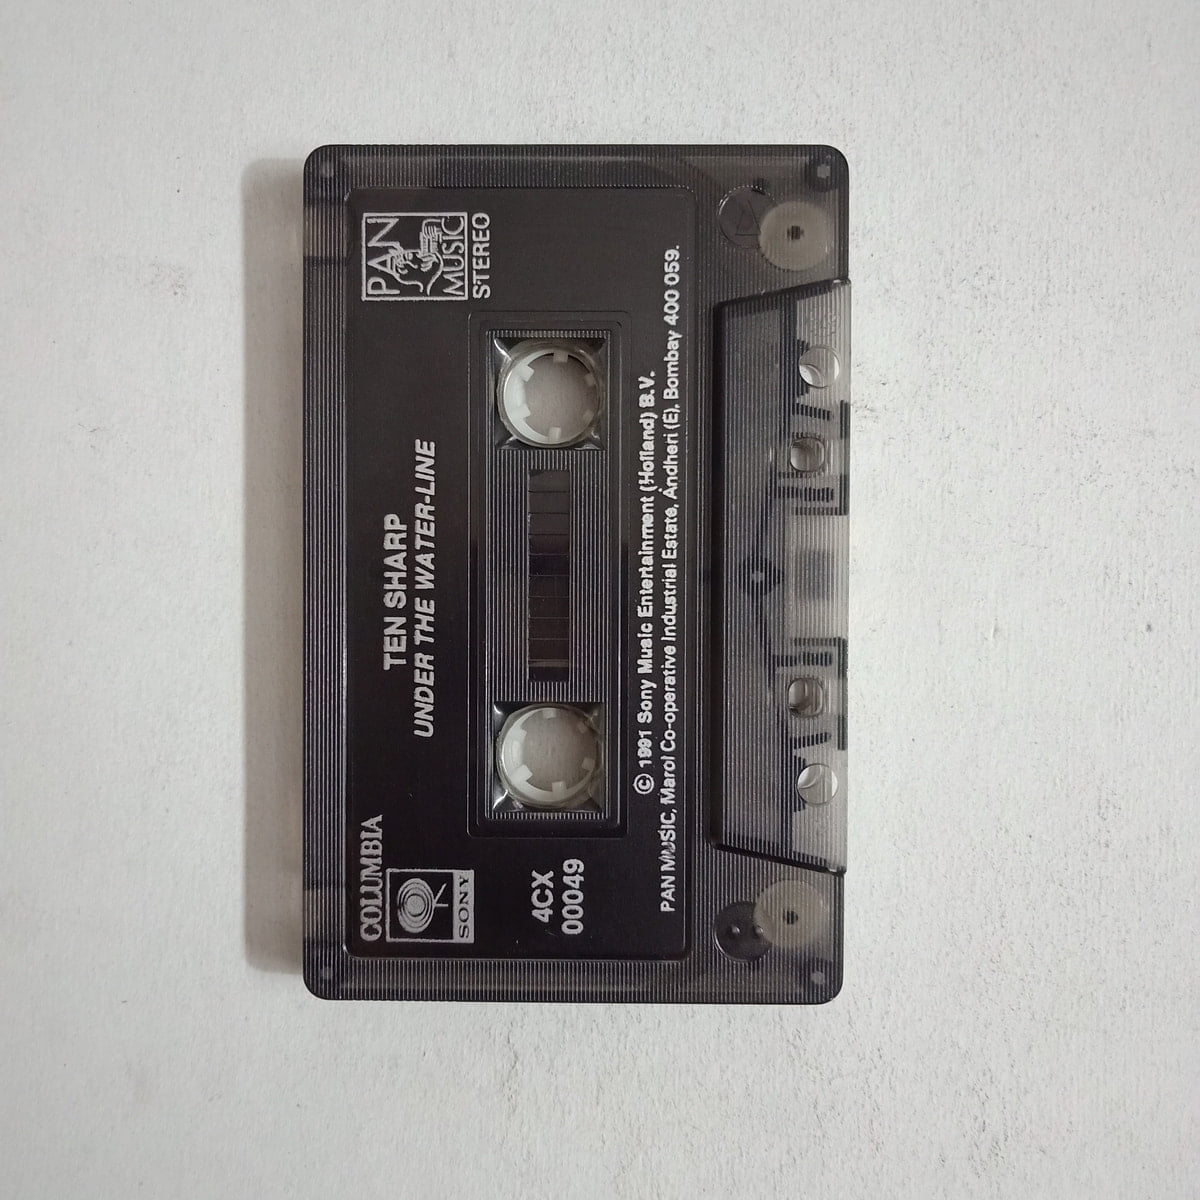 COLUMBIA
SONY
TEN SHARP
UNDER THE WATER-LINE
PAN
MUSIC
STEREO
4CX
00049
© 1991 Sony Music Entertainment (Holland) B.V.
PAN MUSIC, Marol Co-operative Industrial Estate, Andheri (E), Bombay 400 059.